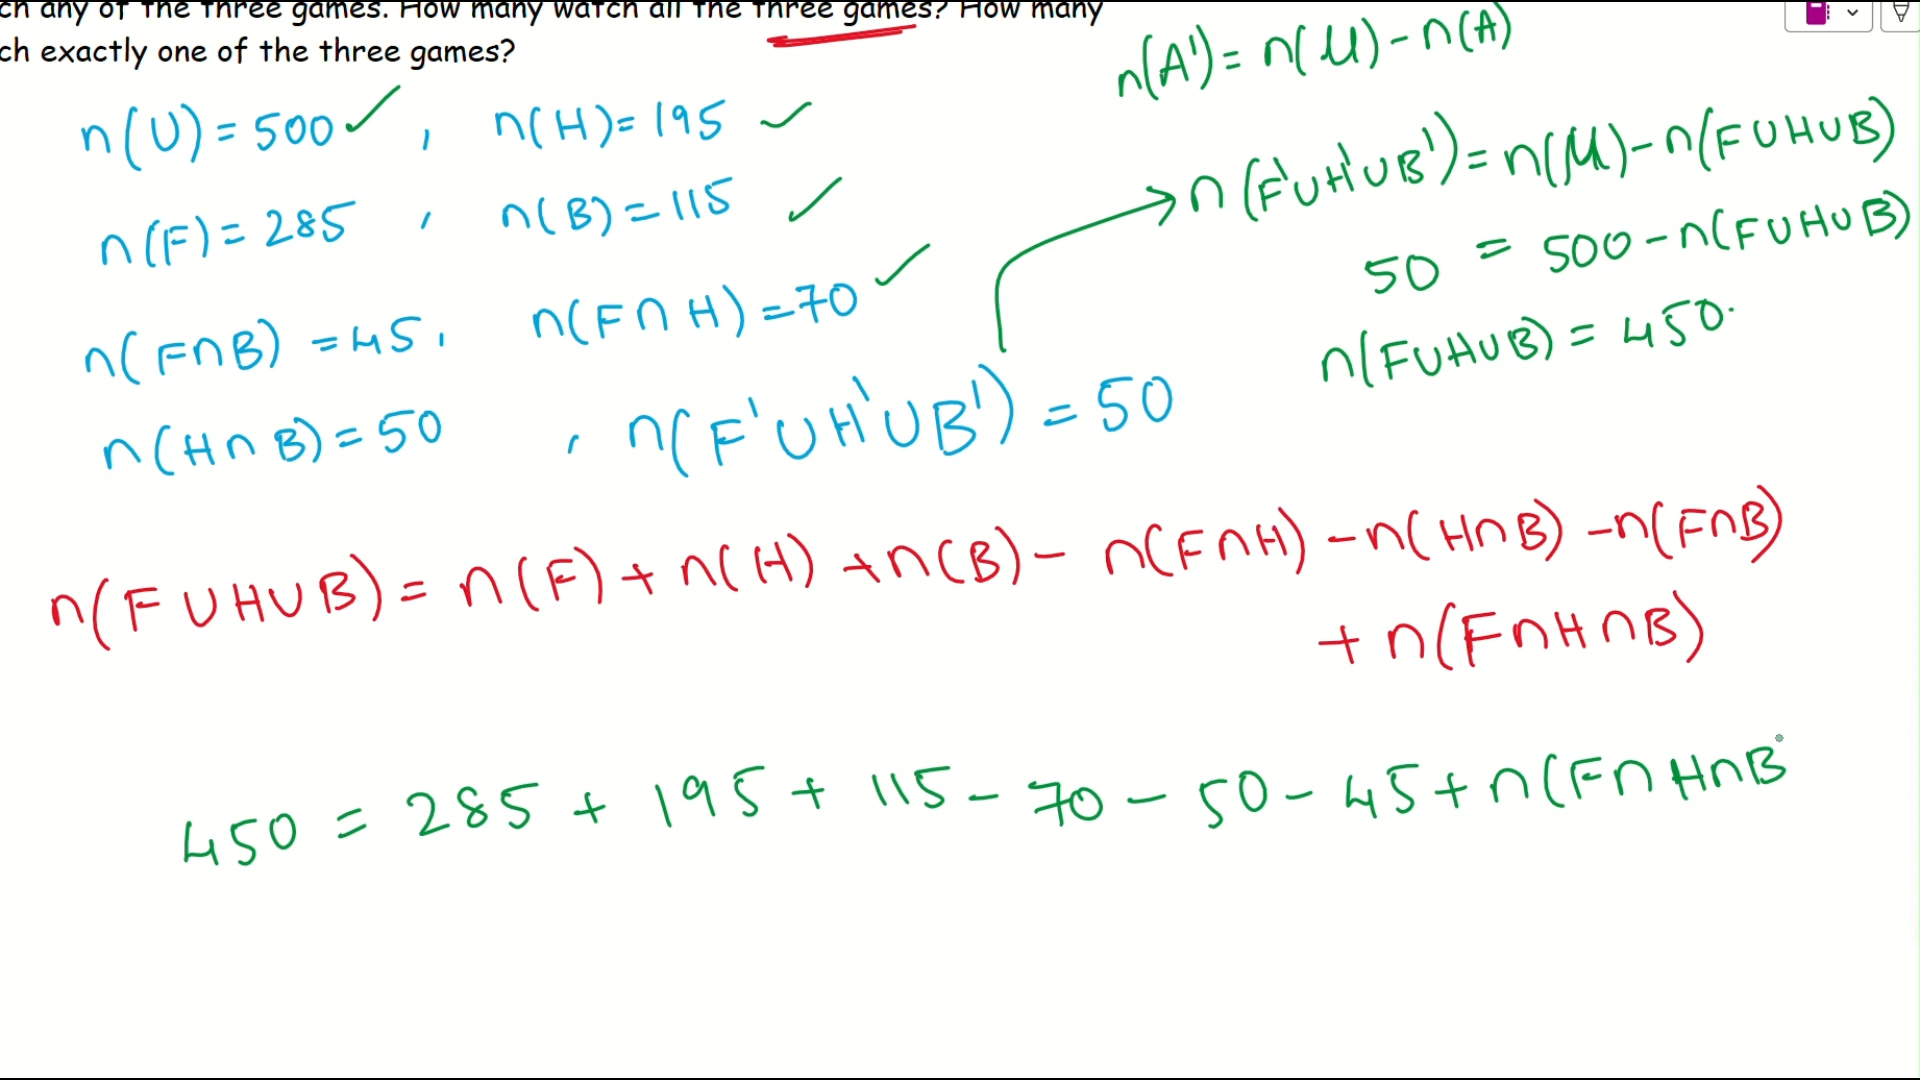 ch any of the three games. How many watch all the three games? How many
ch exactly one of the three games?
n(A') = n(U) - n(A)
n(U) = 500 ✓ , n(H) = 195 ✓
n(F) = 285 , n(B) = 115 ✓
n(F∩B) = 45, n(F∩H) = 70 ✓
n(H∩B) = 50 , n(F'∪H'∪B') = 50
n(F'∪H'∪B') = n(U) - n(F∪H∪B)
50 = 500 - n(F∪H∪B)
n(F∪H∪B) = 450.
n(F∪H∪B) = n(F) + n(H) + n(B) - n(F∩H) - n(H∩B) - n(F∩B)
+ n(F∩H∩B)
450 = 285 + 195 + 115 - 70 - 50 - 45 + n(F∩H∩B